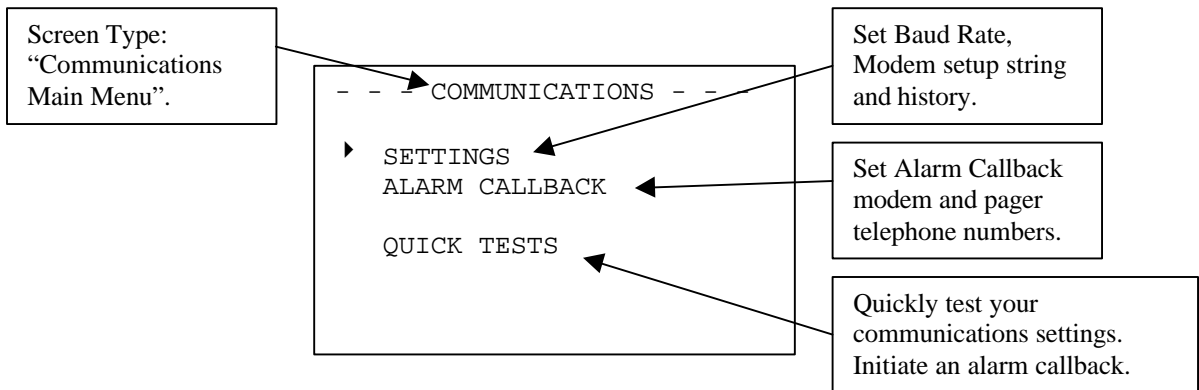 Screen Type:
“Communications
Main Menu”.
- - - COMMUNICATIONS - - -
SETTINGS
ALARM CALLBACK
QUICK TESTS
Set Baud Rate,
Modem setup string
and history.
Set Alarm Callback
modem and pager
telephone numbers.
Quickly test your
communications settings.
Initiate an alarm callback.